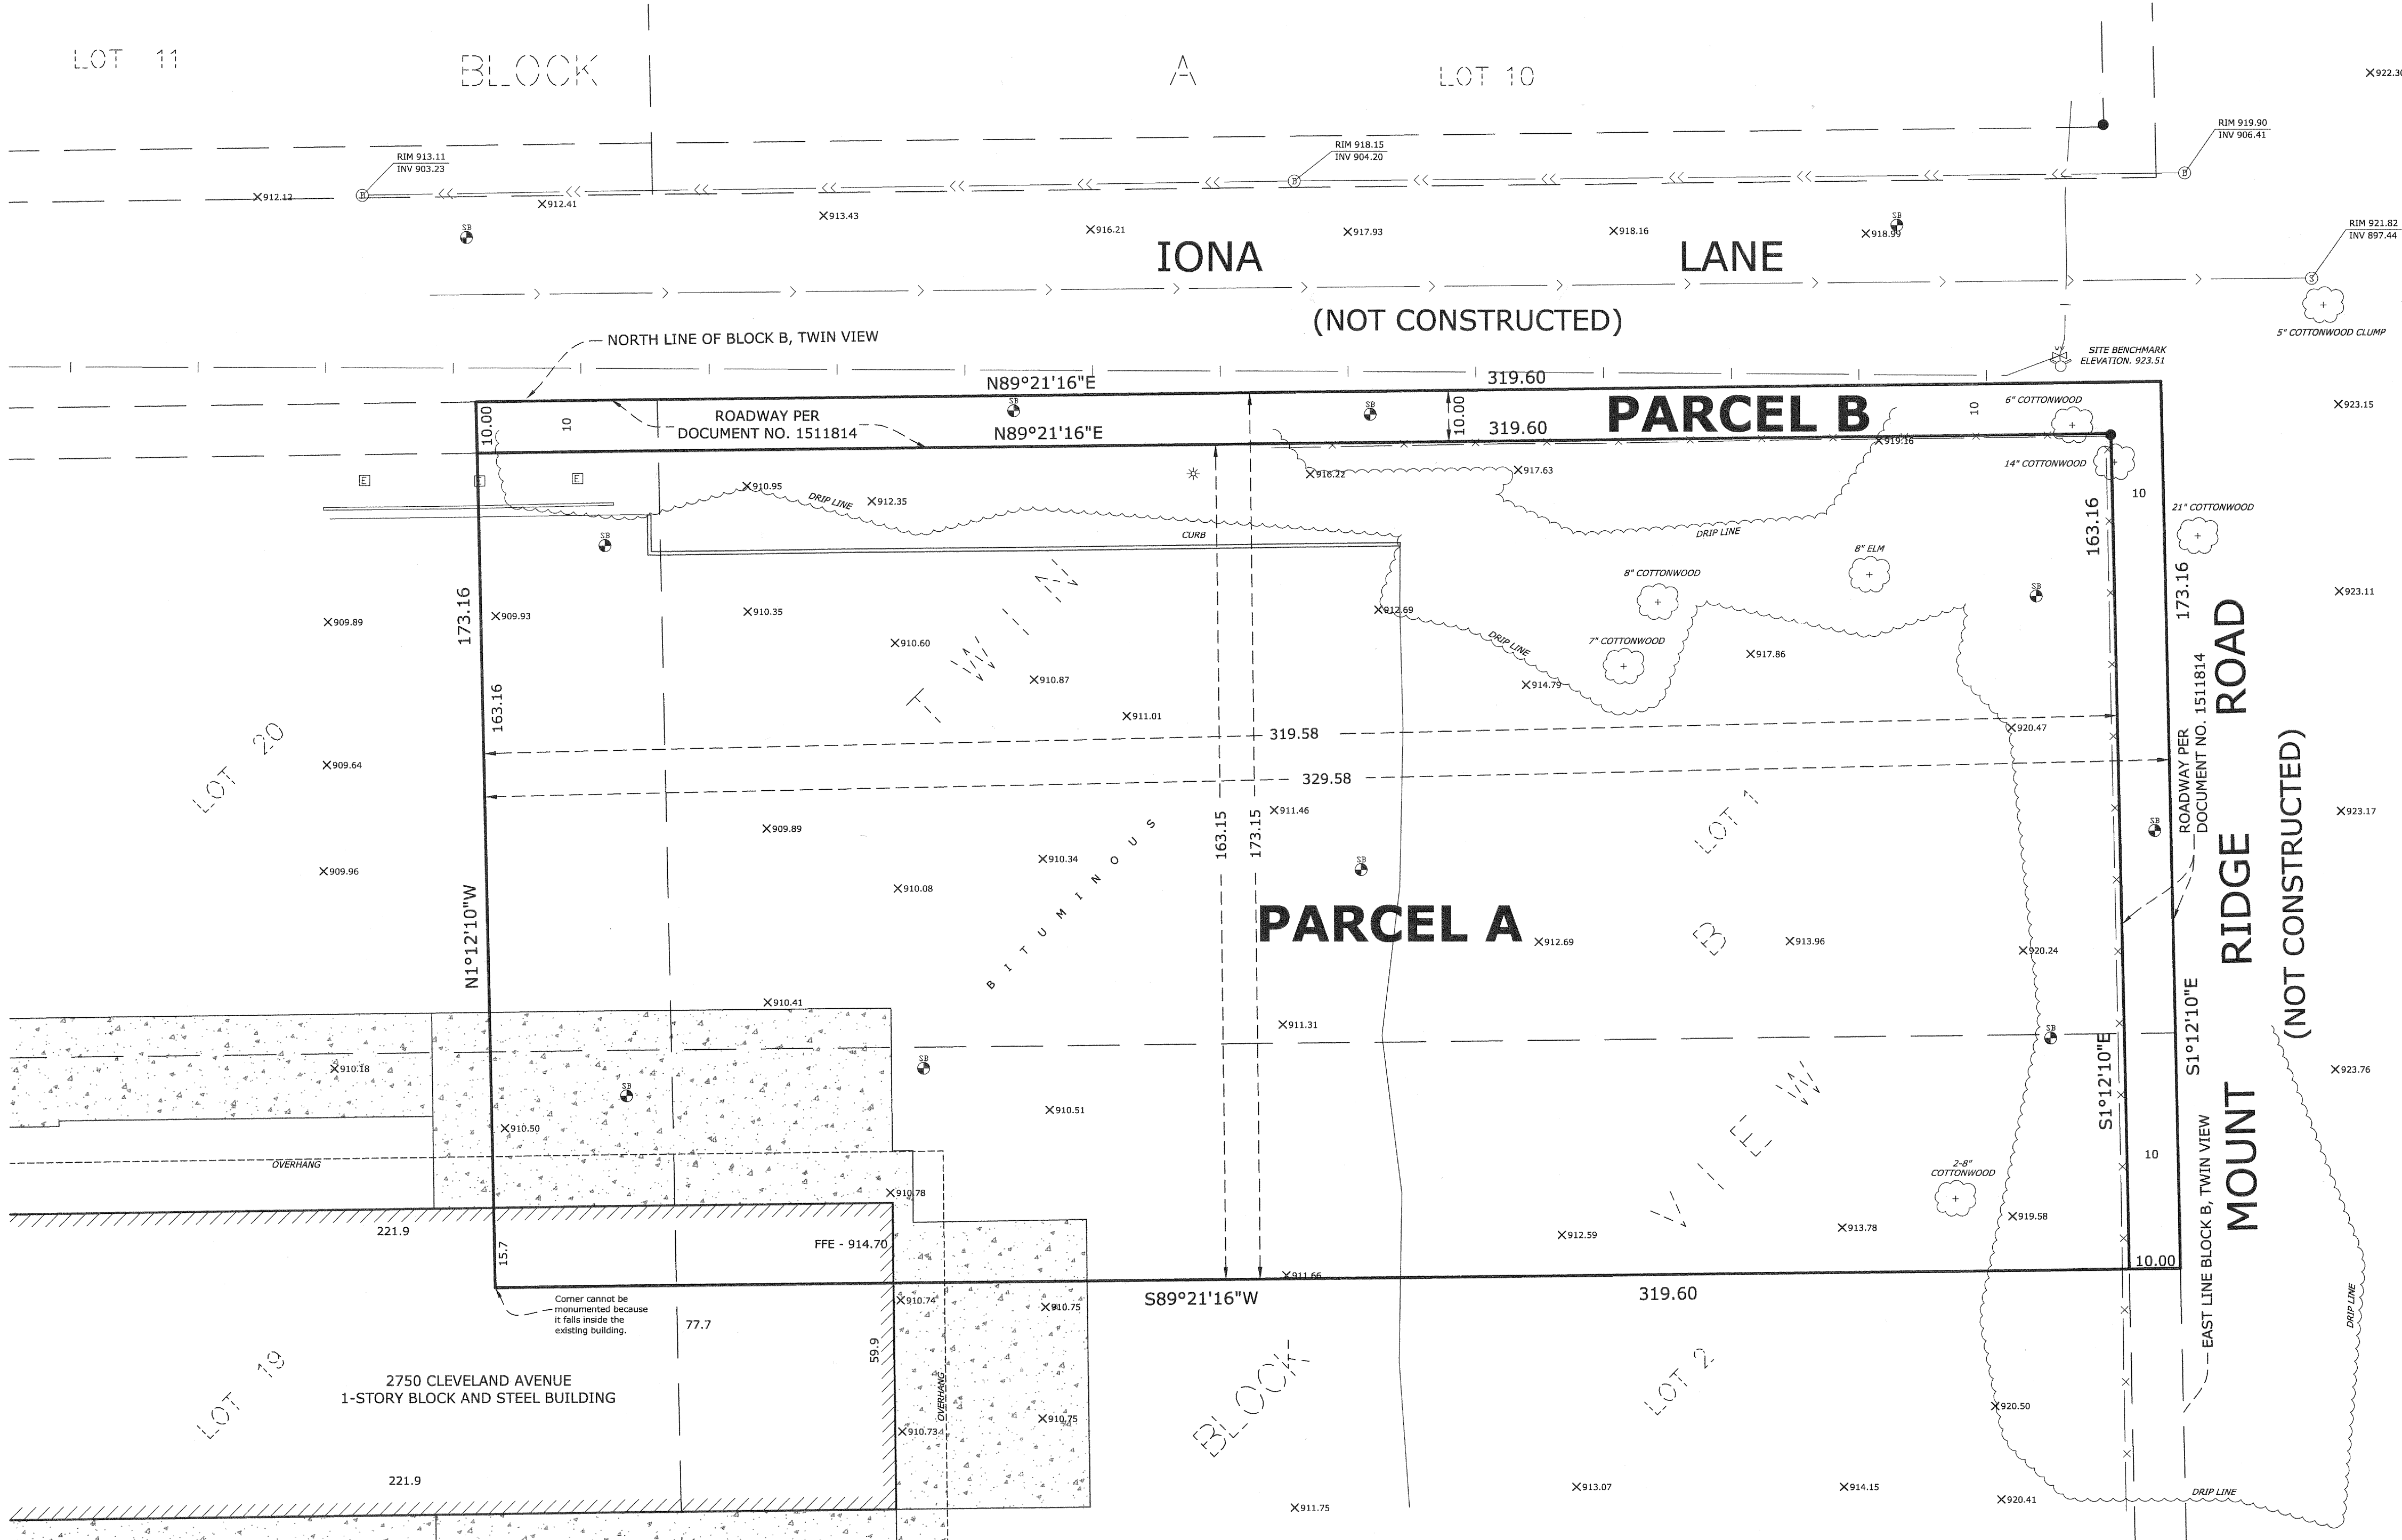 LOT 11
BLOCK
A
LOT 10
922.30
RIM 913.11
INV 903.23
RIM 918.15
INV 904.20
RIM 919.90
INV 906.41
912.12
912.41
913.43
916.21
917.93
918.16
SB
918.99
SB
RIM 921.82
INV 897.44
IONA LANE
(NOT CONSTRUCTED)
5" COTTONWOOD CLUMP
NORTH LINE OF BLOCK B, TWIN VIEW
SITE BENCHMARK
ELEVATION. 923.51
N89°21'16"E
319.60
10.00
10
ROADWAY PER
DOCUMENT NO. 1511814
SB
SB
10.00
PARCEL B
10
6" COTTONWOOD
923.15
N89°21'16"E
319.60
919.16
14" COTTONWOOD
E
E
E
910.95
912.35
DRIP LINE
916.22
917.63
10
21" COTTONWOOD
SB
CURB
DRIP LINE
163.16
8" ELM
8" COTTONWOOD
SB
923.11
173.16
909.89
909.93
910.35
910.60
912.69
DRIP LINE
7" COTTONWOOD
173.16
TWIN
910.87
914.79
917.86
163.16
911.01
319.58
920.47
LOT 20
909.64
329.58
ROADWAY PER
DOCUMENT NO. 1511814
MOUNT RIDGE ROAD
(NOT CONSTRUCTED)
911.46
LOT 1
923.17
909.89
163.15
173.15
SB
BITUMINOUS
909.96
910.34
910.08
SB
PARCEL A
N1°12'10"W
912.69
B
913.96
920.24
910.41
911.31
SB
S1°12'10"E
S1°12'10"E
910.18
SB
SB
910.51
VIEW
923.76
910.50
OVERHANG
2-8"
COTTONWOOD
10
EAST LINE BLOCK B, TWIN VIEW
910.78
221.9
15.7
FFE - 914.70
912.59
913.78
919.58
911.66
10.00
S89°21'16"W
319.60
Corner cannot be
monumented because
it falls inside the
existing building.
910.74
910.75
77.7
59.9
DRIP LINE
LOT 19
2750 CLEVELAND AVENUE
1-STORY BLOCK AND STEEL BUILDING
OVERHANG
BLOCK
LOT 2
910.73
910.75
920.50
221.9
911.75
913.07
914.15
920.41
DRIP LINE